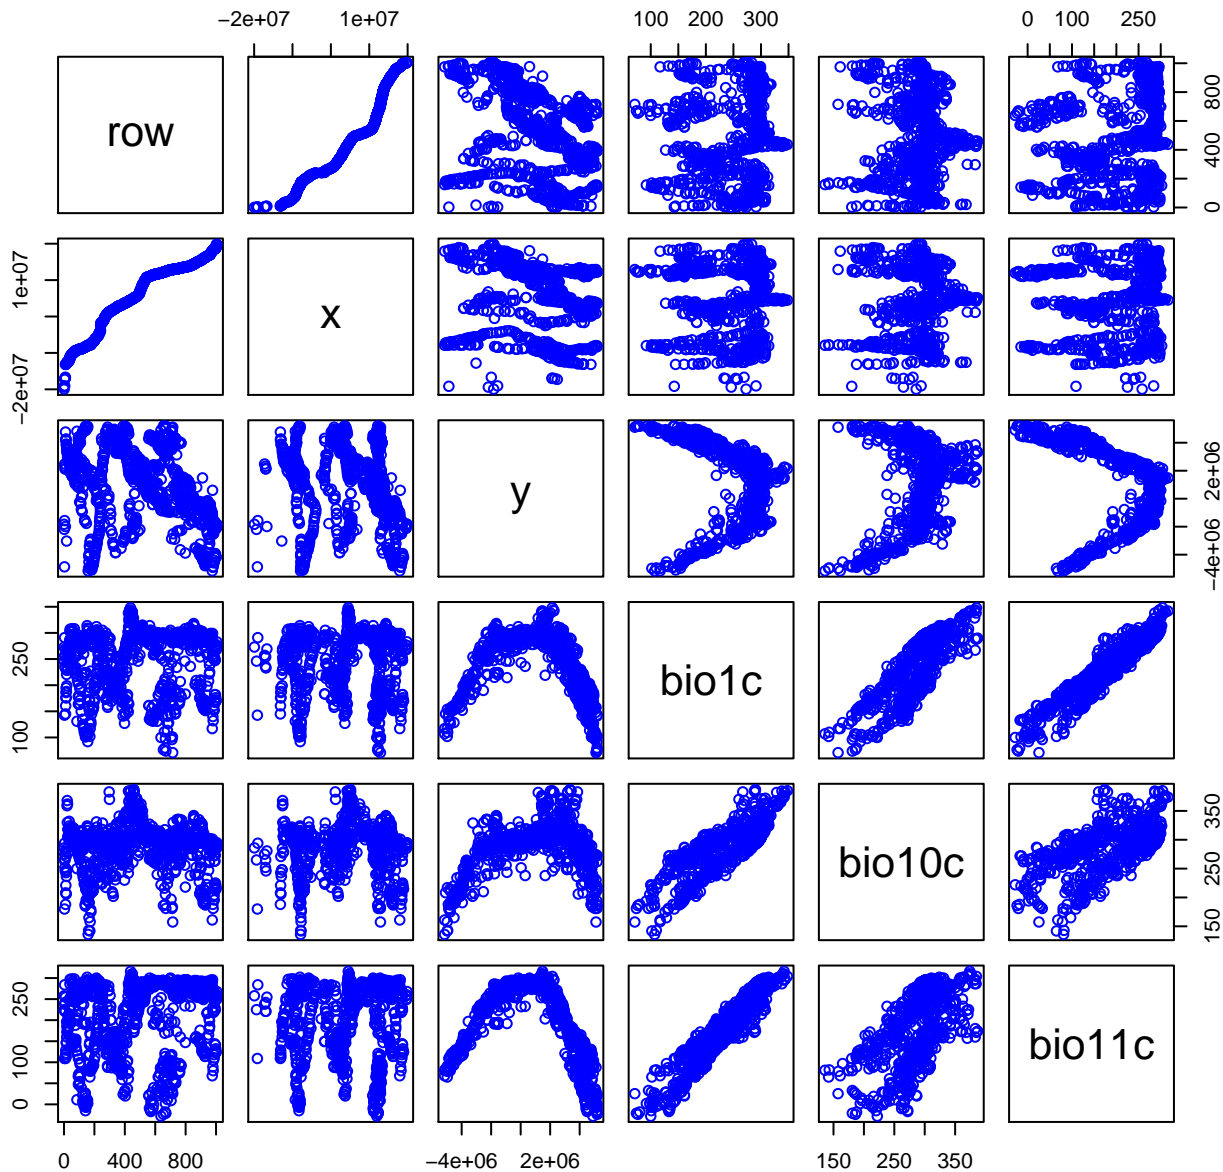 −2e+07 1e+07 100 200 300 0 100 250
row 0 400 800
−2e+07 1e+07 x
y −4e+06 2e+06
100 250 bio1c
bio10c 150 250 350
0 100 250 bio11c
0 400 800 −4e+06 2e+06 150 250 350